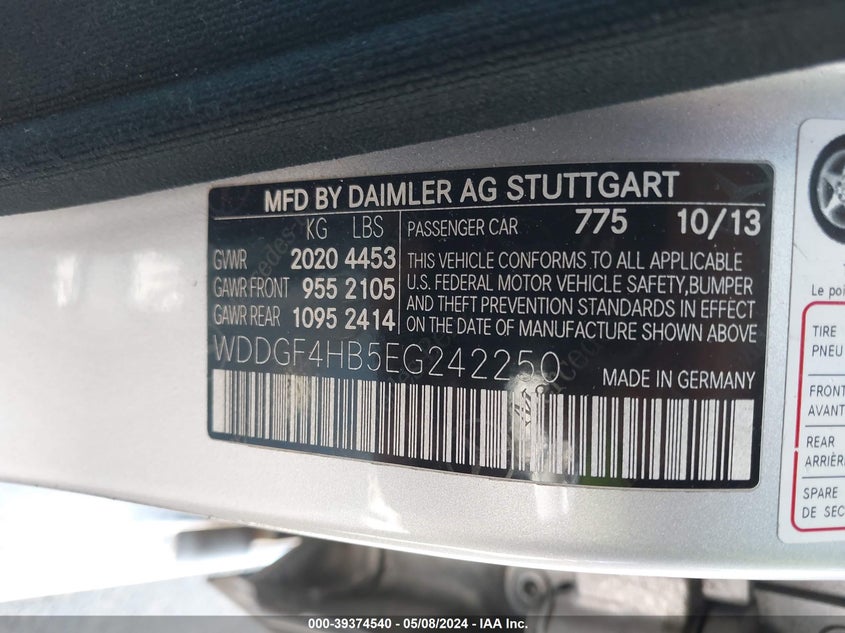 MFD BY DAIMLER AG STUTTGART
KG LBS
GVWR 2020 4453
GAWR FRONT 955 2105
GAWR REAR 1095 2414
PASSENGER CAR 775 10/13
THIS VEHICLE CONFORMS TO ALL APPLICABLE
U.S. FEDERAL MOTOR VEHICLE SAFETY,BUMPER
AND THEFT PREVENTION STANDARDS IN EFFECT
ON THE DATE OF MANUFACTURE SHOWN ABOVE
WDDGF4HB5EG242250
MADE IN GERMANY
Le
TIRE
PNEU
FRONT
AVANT
REAR
ARRIÈRE
SPARE
DE
000-39374540 - 05/08/2024 - IAA Inc.